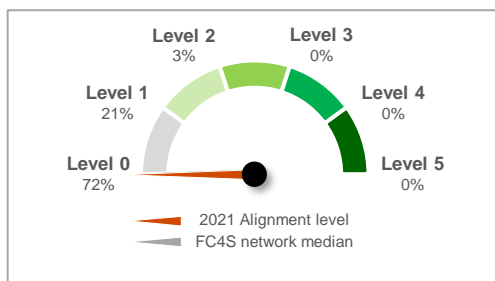 Level 2
3%
Level 3
0%
Level 1
21%
Level 4
0%
Level 0
72%
Level 5
0%
2021 Alignment level
FC4S network median